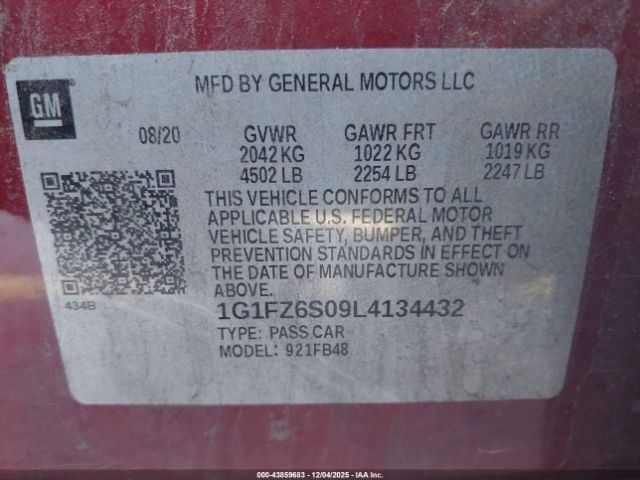 GM
MFD BY GENERAL MOTORS LLC
08/20 GVWR GAWR FRT GAWR RR
2042 KG 1022 KG 1019 KG
4502 LB 2254 LB 2247 LB
THIS VEHICLE CONFORMS TO ALL
APPLICABLE U.S. FEDERAL MOTOR
VEHICLE SAFETY, BUMPER, AND THEFT
PREVENTION STANDARDS IN EFFECT ON
THE DATE OF MANUFACTURE SHOWN
ABOVE.
434B
1G1FZ6S09L4134432
TYPE: PASS CAR
MODEL: 921FB48
000-43859683 - 12/04/2025 - IAAI.COM